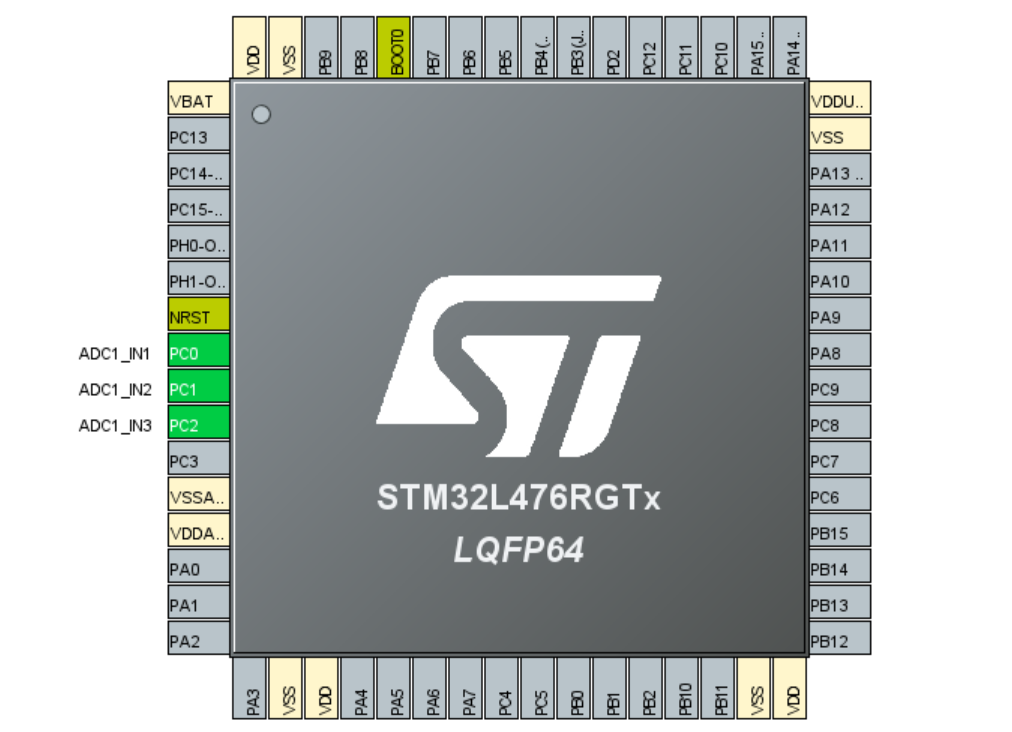 VDD
VSS
PB9
PB8
BOOT0
PB7
PB6
PB5
PB4(..
PB3(J..
PD2
PC12
PC11
PC10
PA15..
PA14..
VBAT
PC13
PC14-..
PC15-..
PH0-O..
PH1-O..
NRST
ADC1_IN1 PC0
ADC1_IN2 PC1
ADC1_IN3 PC2
PC3
VSSA..
VDDA..
PA0
PA1
PA2
ST
STM32L476RGTx
LQFP64
VDDU..
VSS
PA13 ..
PA12
PA11
PA10
PA9
PA8
PC9
PC8
PC7
PC6
PB15
PB14
PB13
PB12
PA3
VSS
VDD
PA4
PA5
PA6
PA7
PC4
PC5
PB0
PB1
PB2
PB10
PB11
VSS
VDD